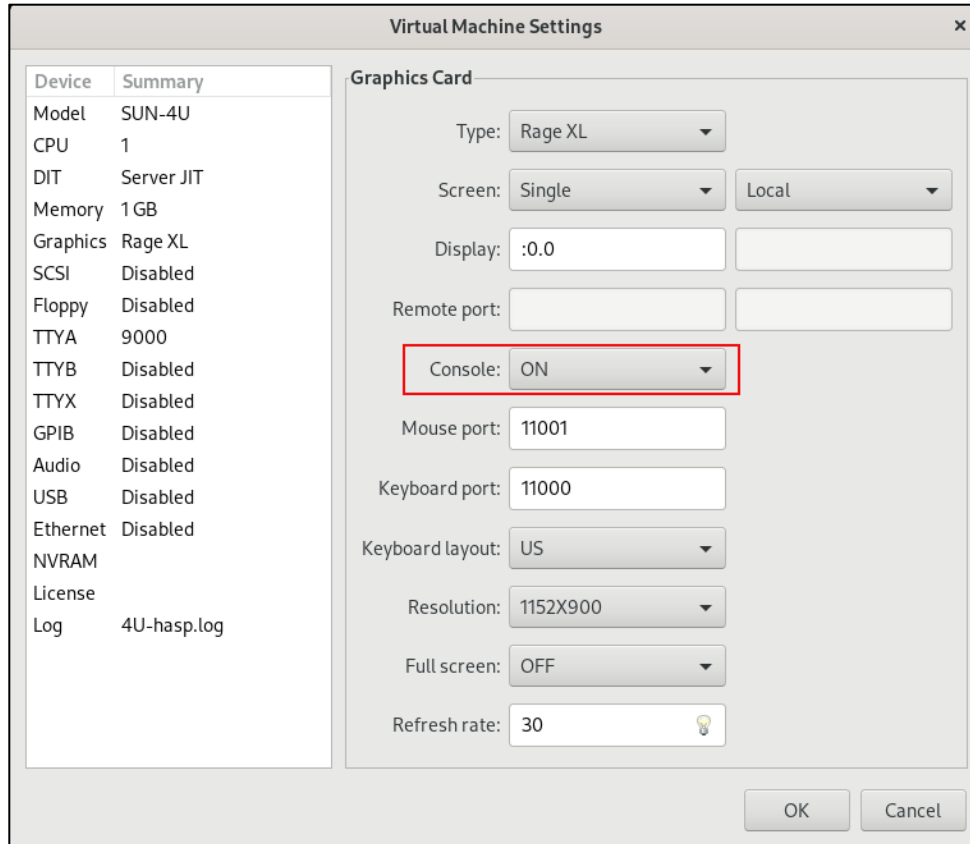 Virtual Machine Settings ×
Device Summary
Model SUN-4U
CPU 1
DIT Server JIT
Memory 1 GB
Graphics Rage XL
SCSI Disabled
Floppy Disabled
TTYA 9000
TTYB Disabled
TTYX Disabled
GPIB Disabled
Audio Disabled
USB Disabled
Ethernet Disabled
NVRAM
License
Log 4U-hasp.log
Graphics Card
Type: Rage XL
Screen: Single Local
Display: :0.0
Remote port:
Console: ON
Mouse port: 11001
Keyboard port: 11000
Keyboard layout: US
Resolution: 1152X900
Full screen: OFF
Refresh rate: 30
OK Cancel